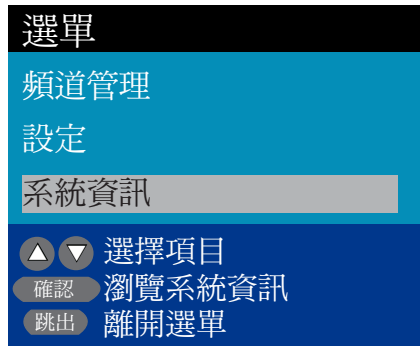 選單
頻道管理
設定
系統資訊
選擇項目
確認 瀏覽系統資訊
跳出 離開選單